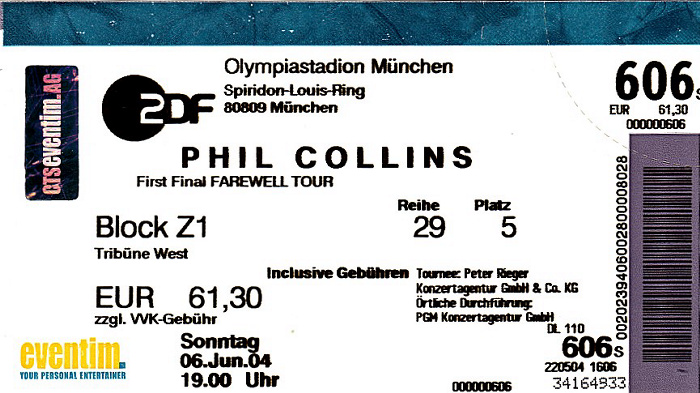 CTSeventim.AG
ZDF
Olympiastadion München
Spiridon-Louis-Ring
80809 München
606s
EUR 61,30
000000606
PHIL COLLINS
First Final FAREWELL TOUR
Reihe Platz
Block Z1 29 5
Tribüne West
Inclusive Gebühren
Tournee: Peter Rieger
Konzertagentur GmbH & Co. KG
Örtliche Durchführung:
PGM Konzertagentur GmbH
EUR 61,30
zzgl. VVK-Gebühr
DL 110
eventim.
YOUR PERSONAL ENTERTAINER
Sonntag
06.Jun.04
19.00 Uhr
000000606
606s
220504 1606
34164933
00202394060028000008028